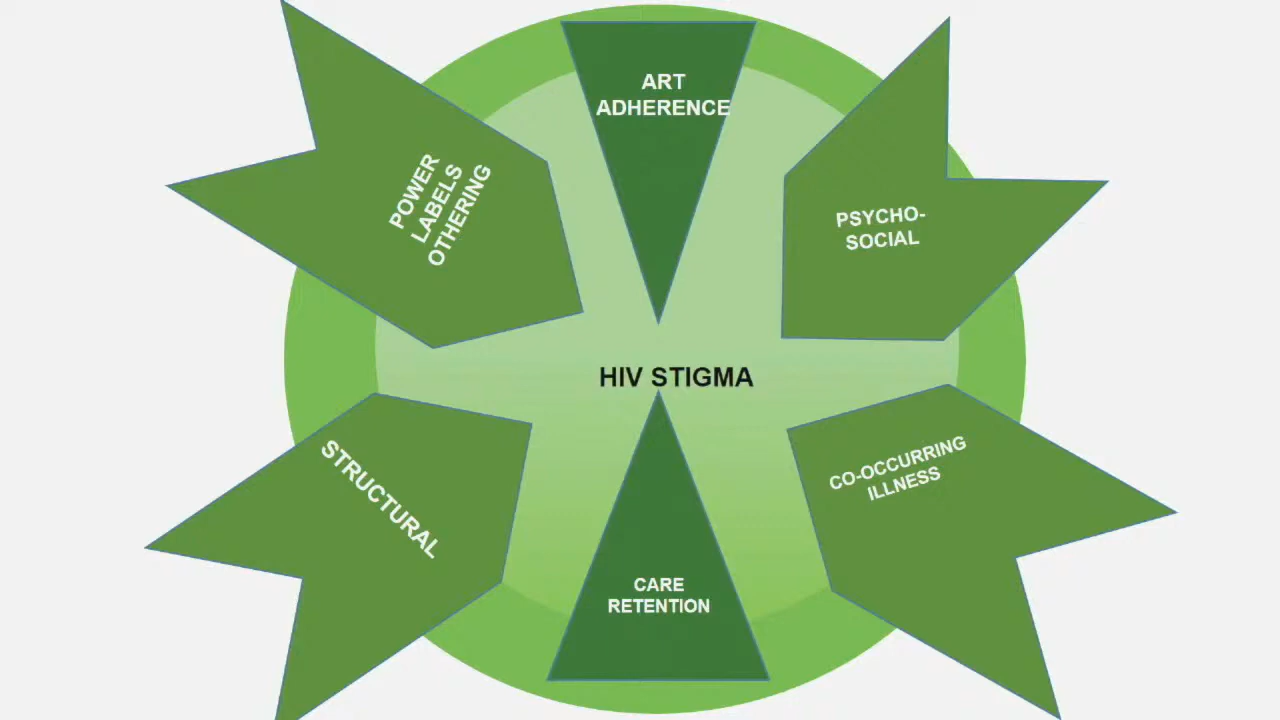 ART
ADHERENCE
POWER
LABELS
OTHERING
PSYCHO-
SOCIAL
HIV STIGMA
STRUCTURAL
CO-OCCURRING
ILLNESS
CARE
RETENTION